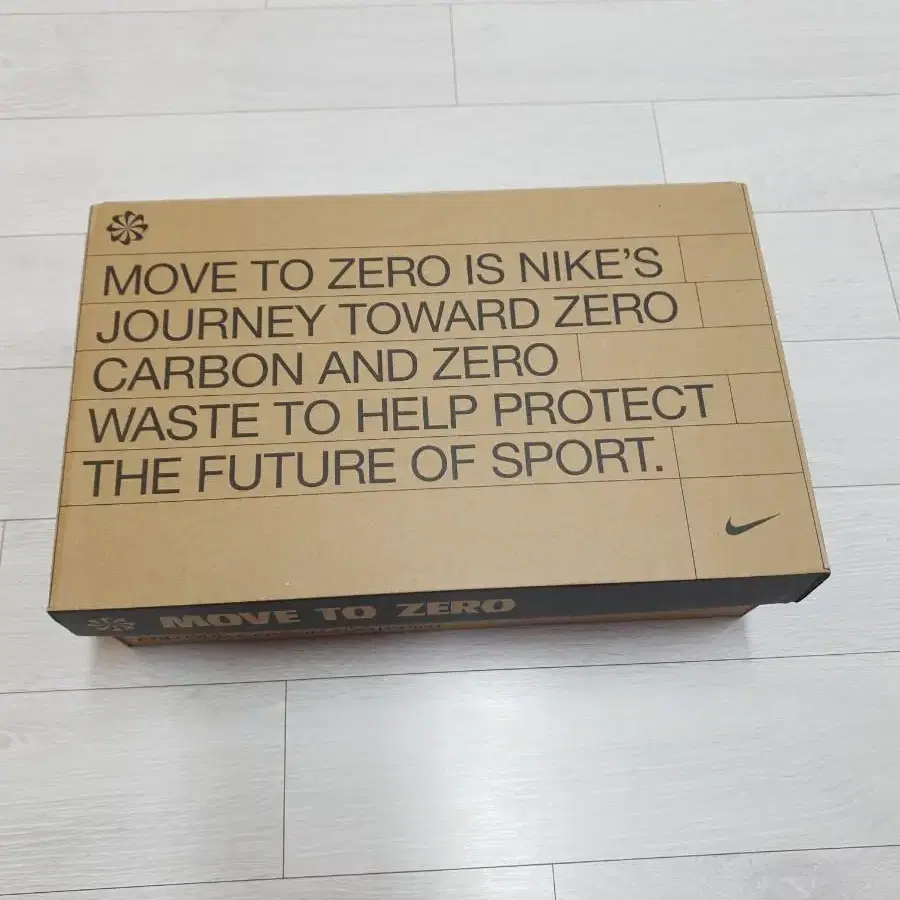 MOVE TO ZERO IS NIKE'S
JOURNEY TOWARD ZERO
CARBON AND ZERO
WASTE TO HELP PROTECT
THE FUTURE OF SPORT.
MOVE TO ZERO